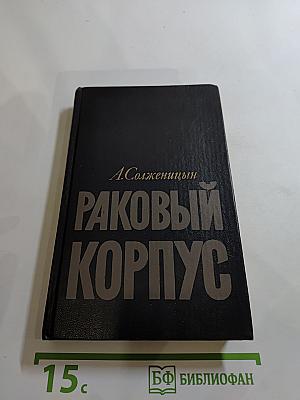 А.Солженицын
РАКОВЫЙ
КОРПУС
15с
БФ БИБЛИОФАН